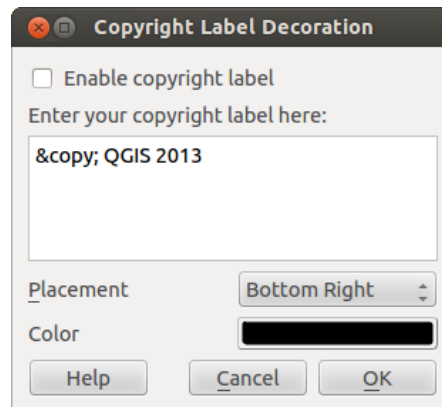 Copyright Label Decoration
Enable copyright label
Enter your copyright label here:
&copy; QGIS 2013
Placement Bottom Right
Color
Help Cancel OK